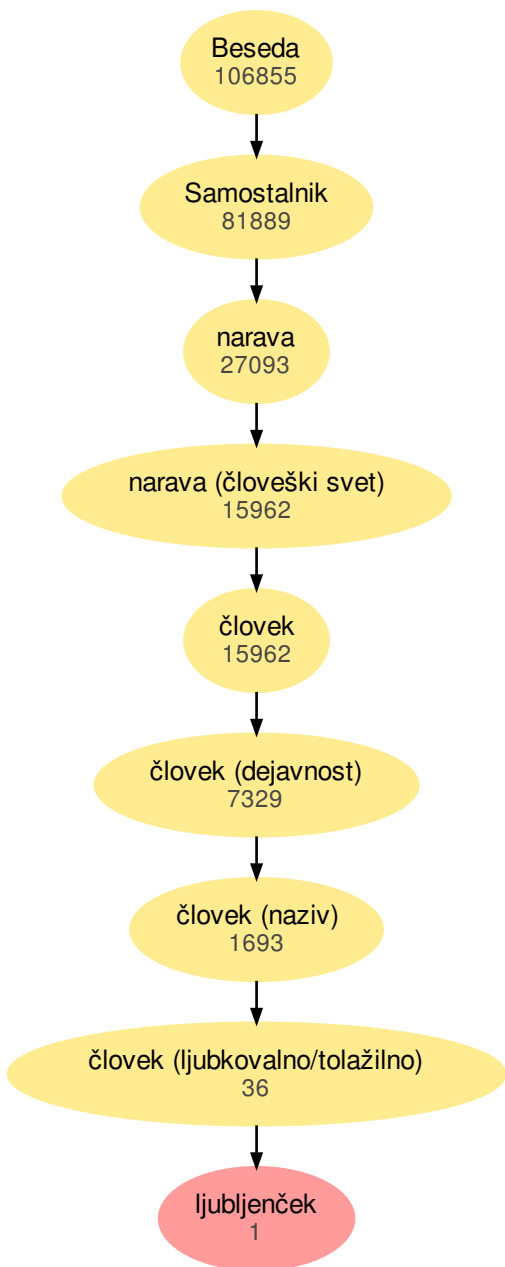 Beseda
106855
Samostalnik
81889
narava
27093
narava (človeški svet)
15962
človek
15962
človek (dejavnost)
7329
človek (naziv)
1693
človek (ljubkovalno/tolažilno)
36
ljubljenček
1